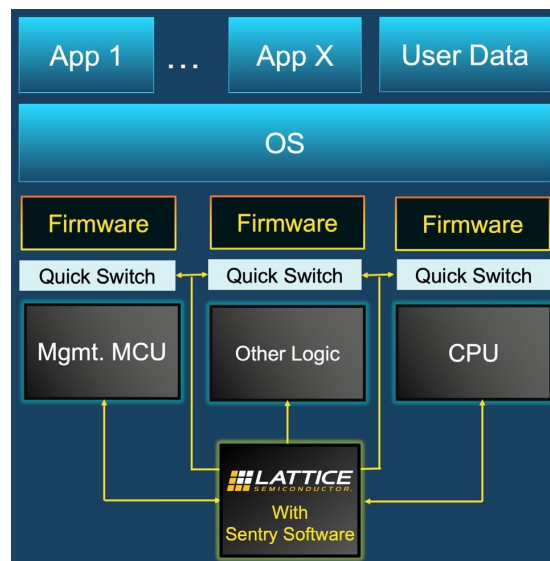 App 1 ... App X User Data
OS
Firmware Firmware Firmware
Quick Switch Quick Switch Quick Switch
Mgmt. MCU Other Logic CPU
LATTICE
SEMICONDUCTOR.
With
Sentry Software